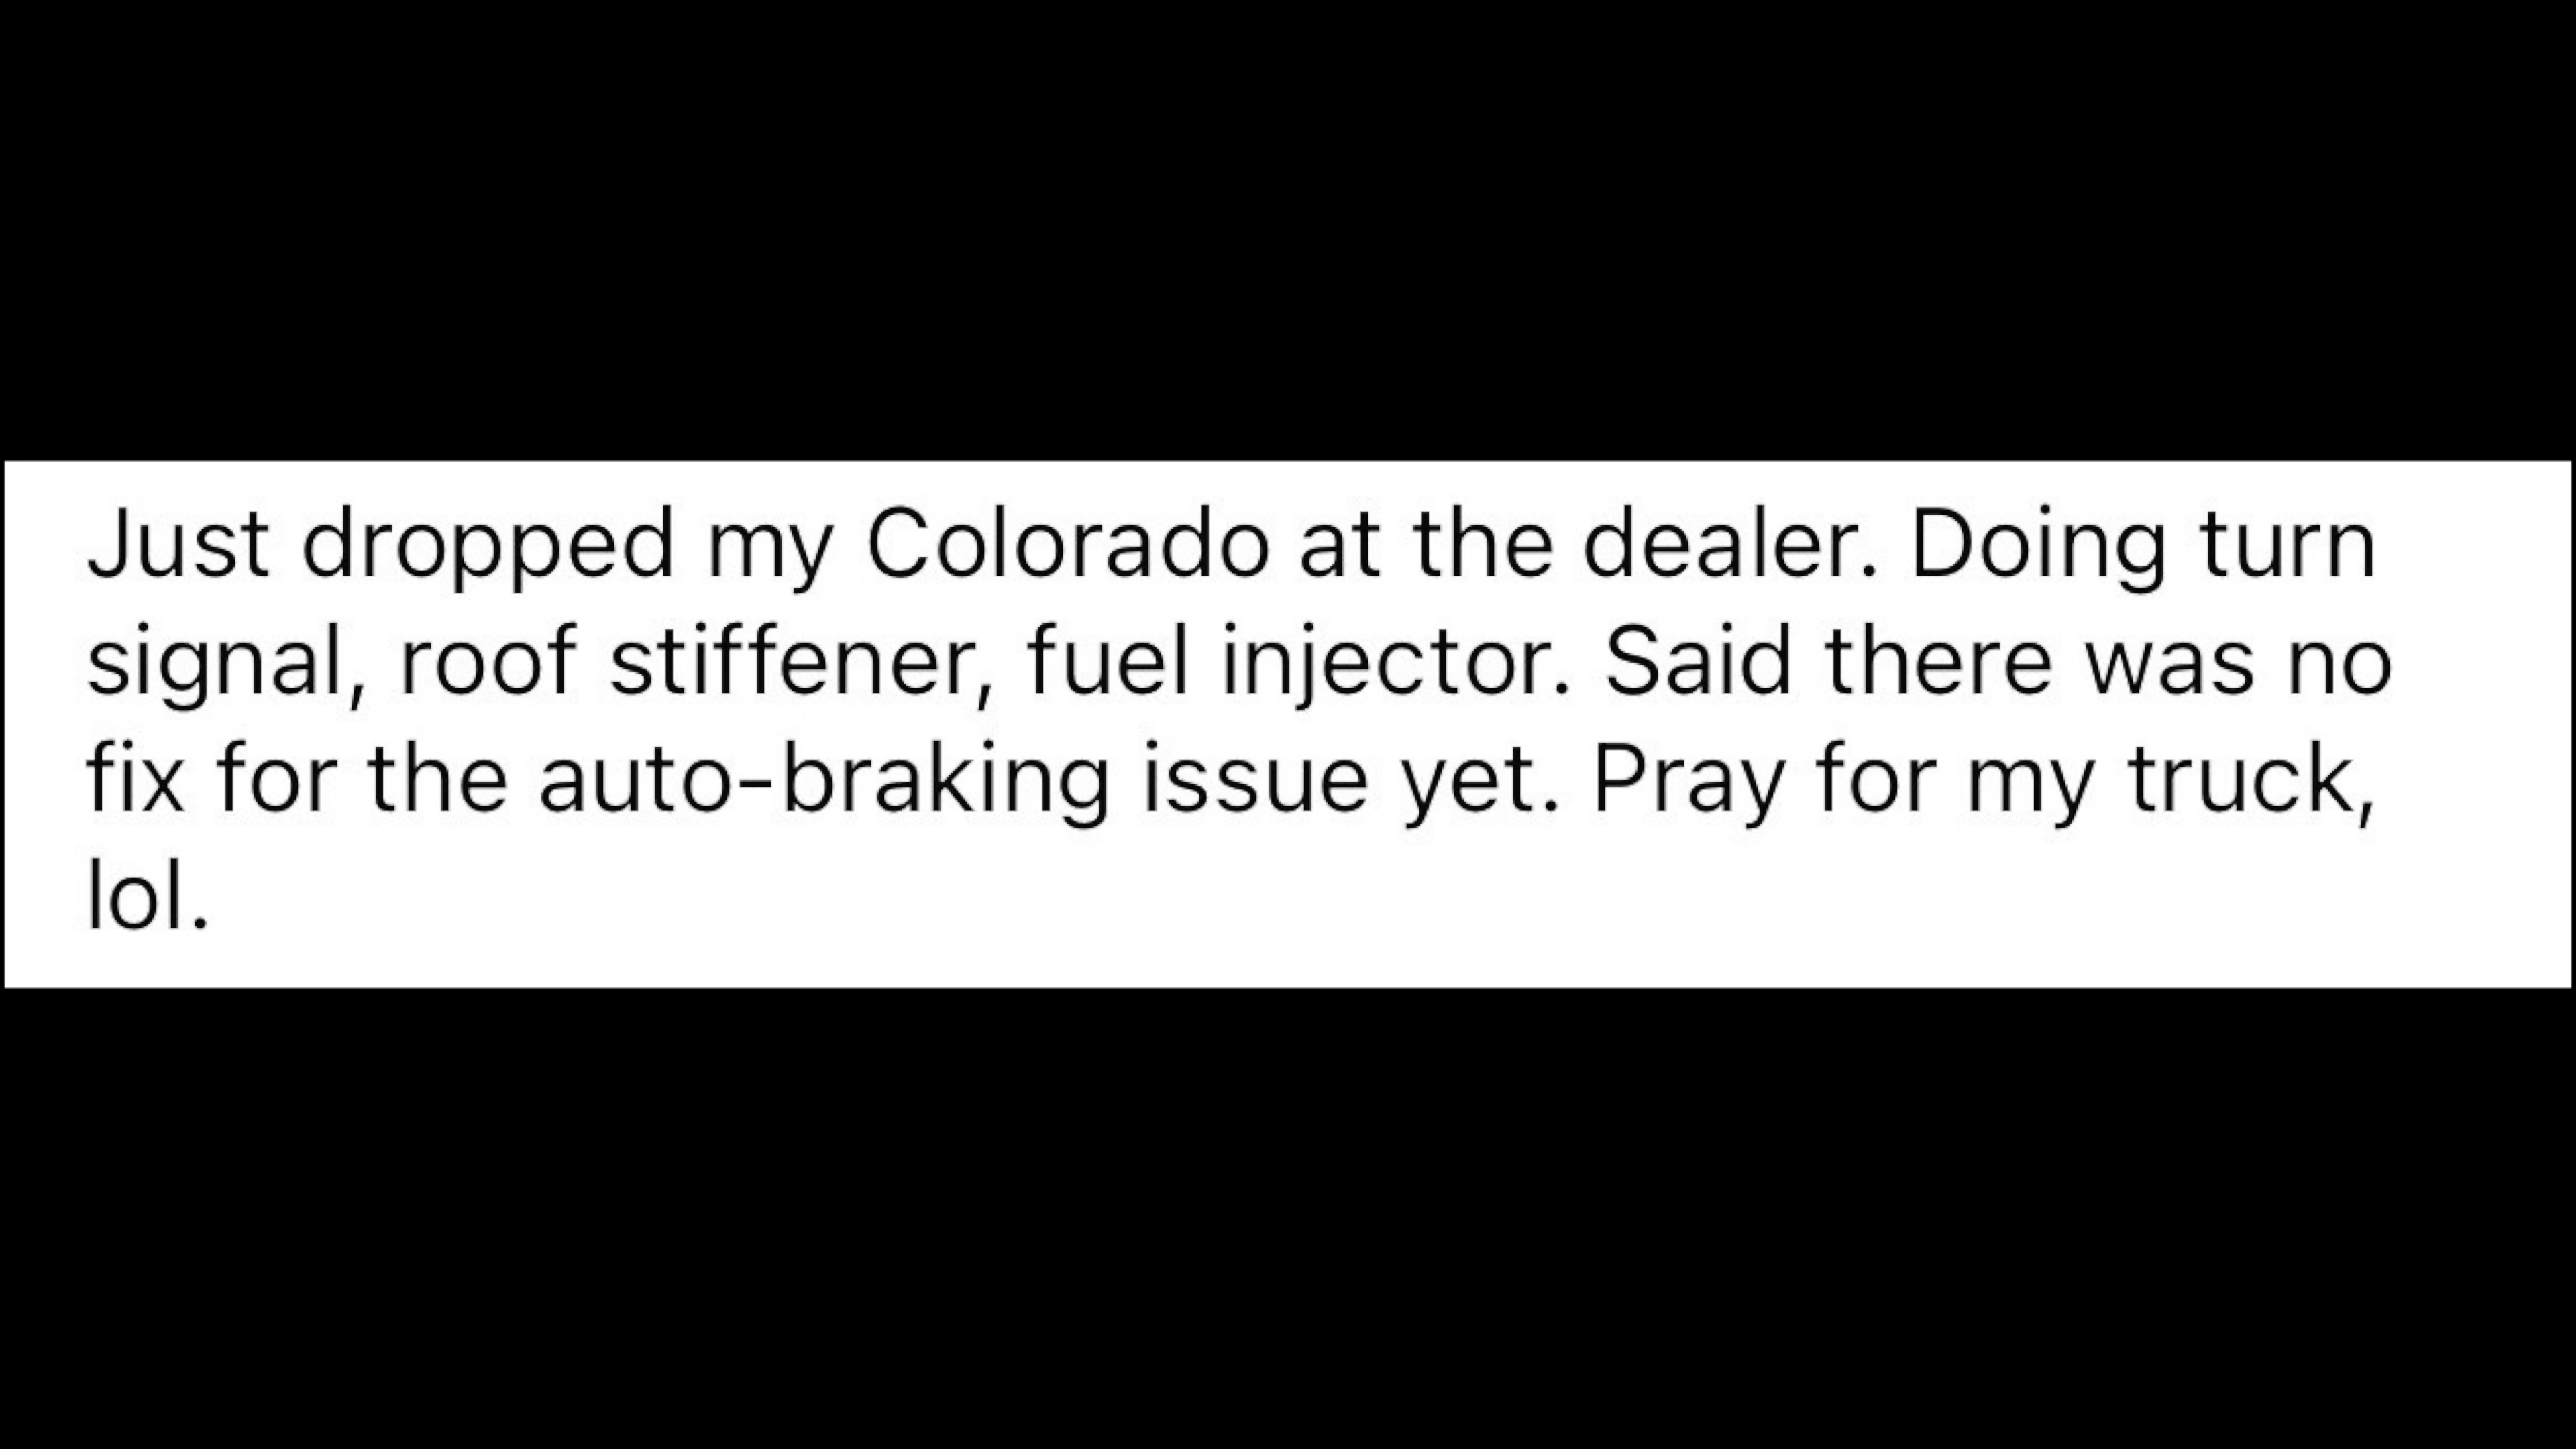 Just dropped my Colorado at the dealer. Doing turn
signal, roof stiffener, fuel injector. Said there was no
fix for the auto-braking issue yet. Pray for my truck,
lol.